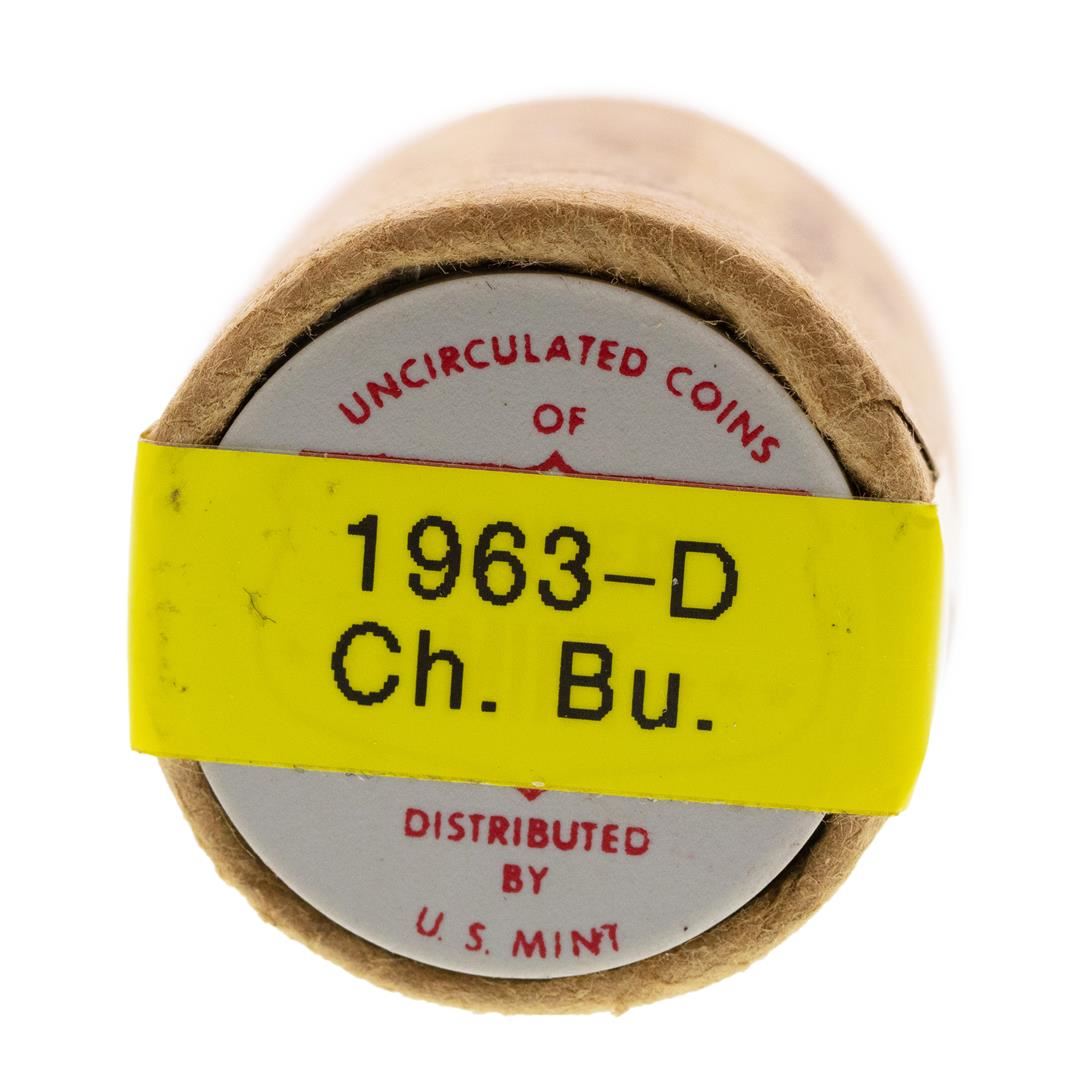 UNCIRCULATED COINS
OF
1963-D
Ch. Bu.
DISTRIBUTED
BY
U. S. MINT